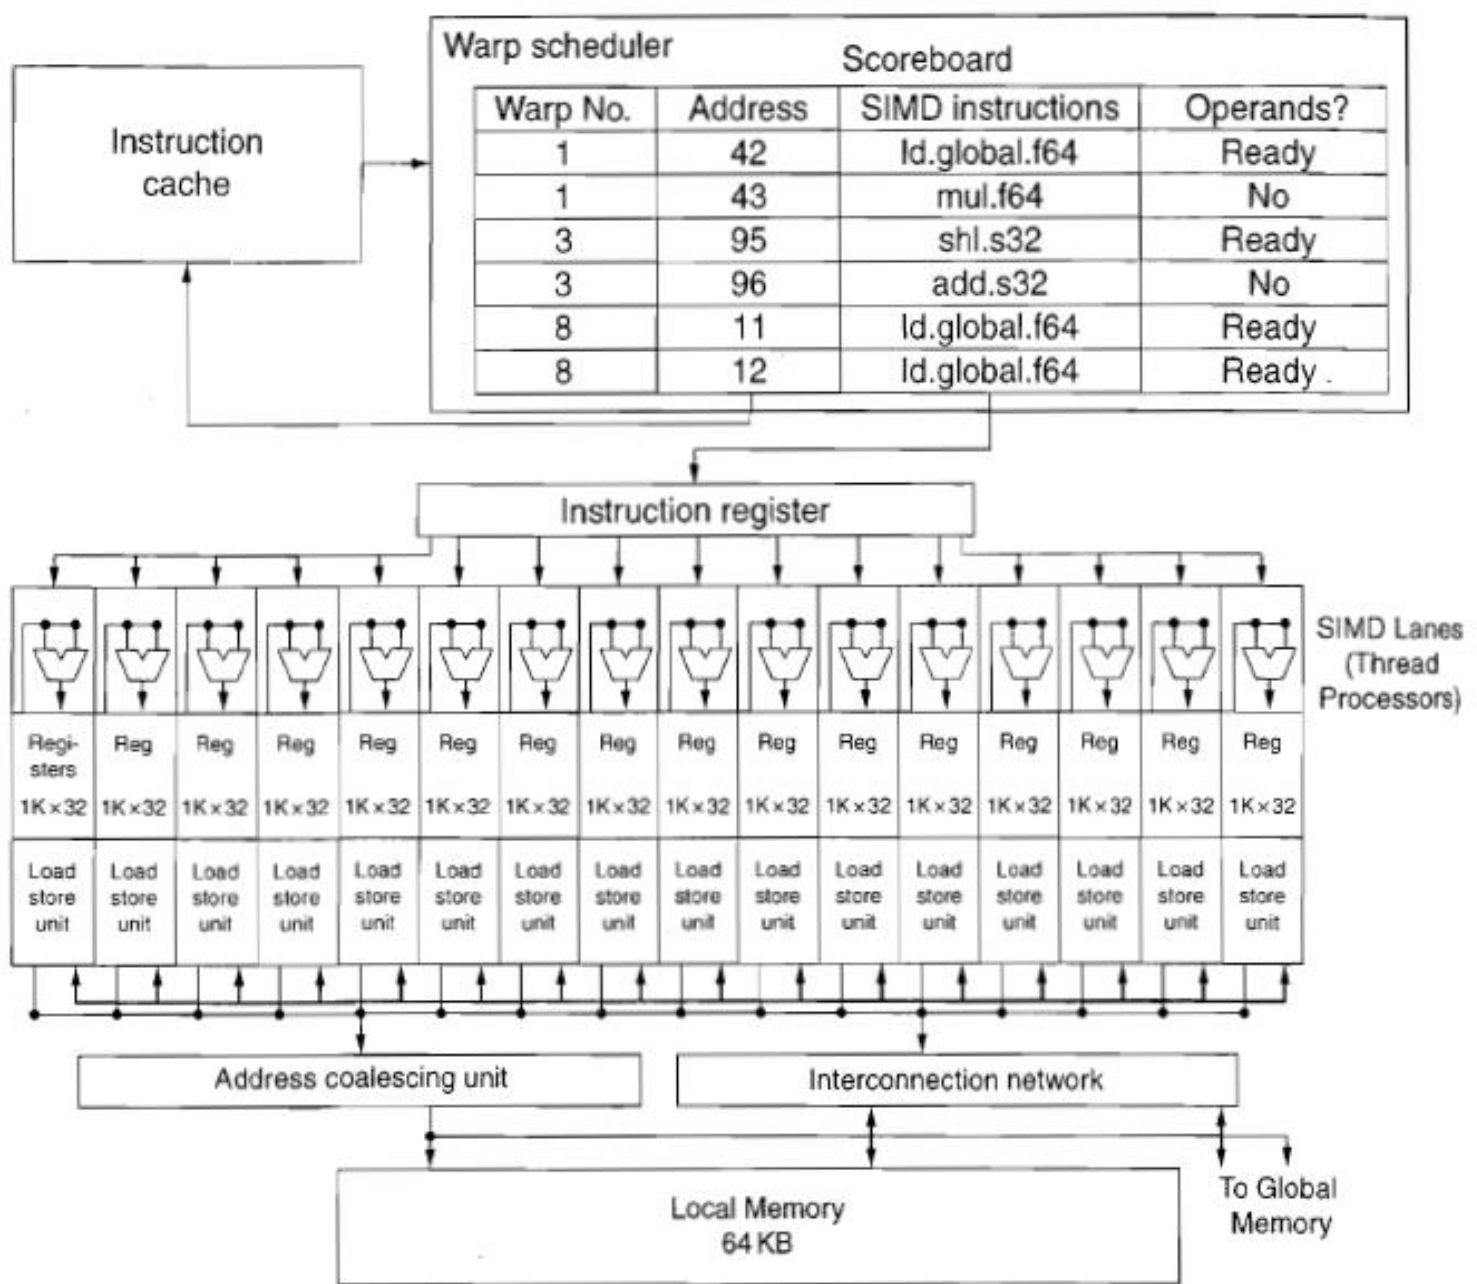 Warp scheduler
Scoreboard
Instruction
cache
Warp No. Address SIMD instructions Operands?
1 42 ld.global.f64 Ready
1 43 mul.f64 No
3 95 shl.s32 Ready
3 96 add.s32 No
8 11 ld.global.f64 Ready
8 12 ld.global.f64 Ready
Instruction register
SIMD Lanes
(Thread
Processors)
Regi- Reg Reg Reg Reg Reg Reg Reg Reg Reg Reg Reg Reg Reg Reg Reg
sters
1K×32 1K×32 1K×32 1K×32 1K×32 1K×32 1K×32 1K×32 1K×32 1K×32 1K×32 1K×32 1K×32 1K×32 1K×32 1K×32
Load Load Load Load Load Load Load Load Load Load Load Load Load Load Load Load
store store store store store store store store store store store store store store store store
unit unit unit unit unit unit unit unit unit unit unit unit unit unit unit unit
Address coalescing unit
Interconnection network
Local Memory
64 KB
To Global
Memory